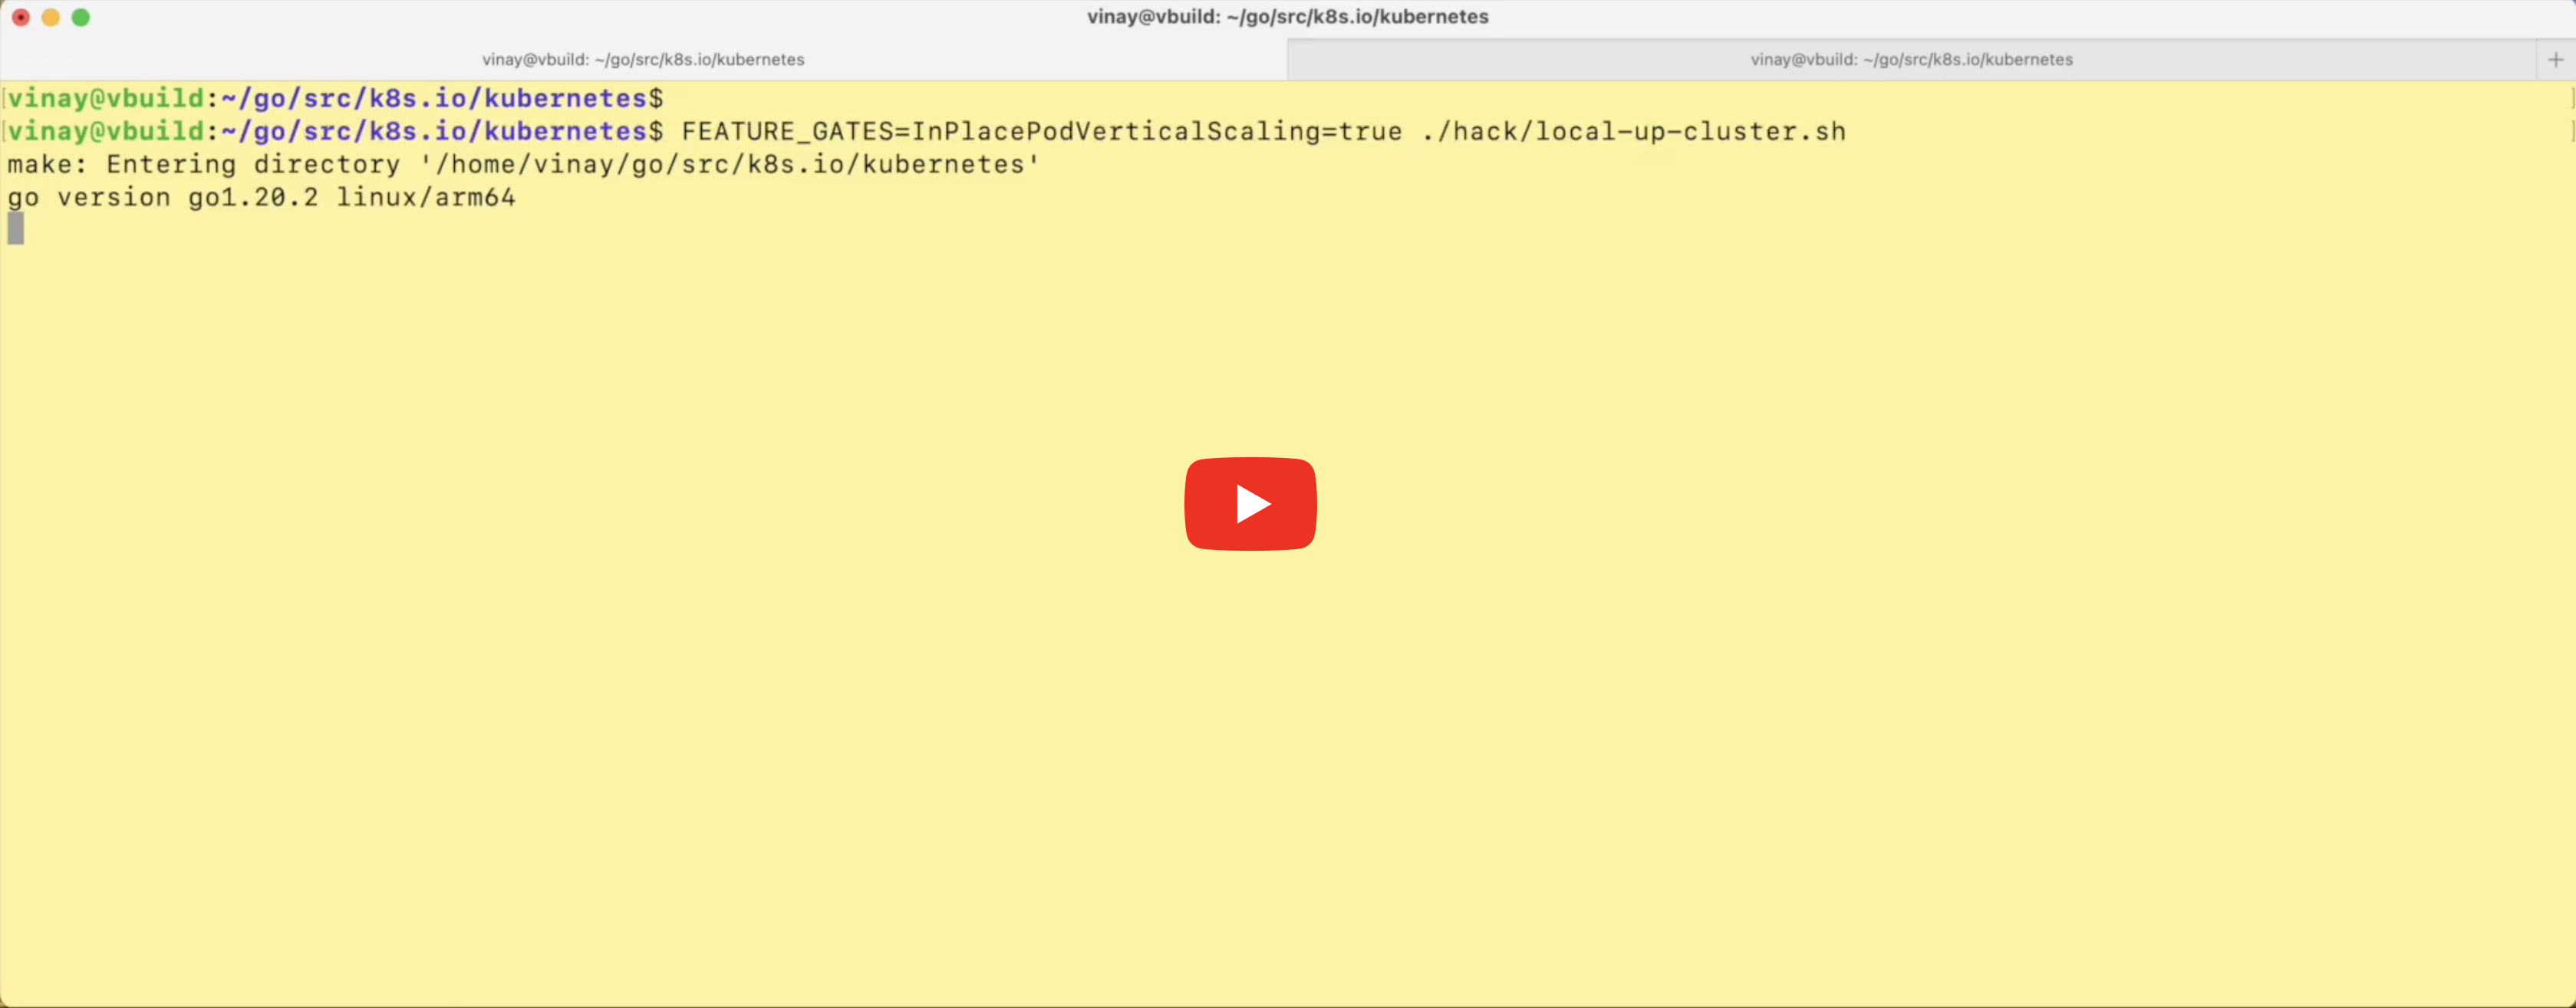 vinay@vbuild: ~/go/src/k8s.io/kubernetes
vinay@vbuild: ~/go/src/k8s.io/kubernetes
vinay@vbuild: ~/go/src/k8s.io/kubernetes
+
[vinay@vbuild:~/go/src/k8s.io/kubernetes$ ]
[vinay@vbuild:~/go/src/k8s.io/kubernetes$ FEATURE_GATES=InPlacePodVerticalScaling=true ./hack/local-up-cluster.sh ]
make: Entering directory '/home/vinay/go/src/k8s.io/kubernetes'
go version go1.20.2 linux/arm64